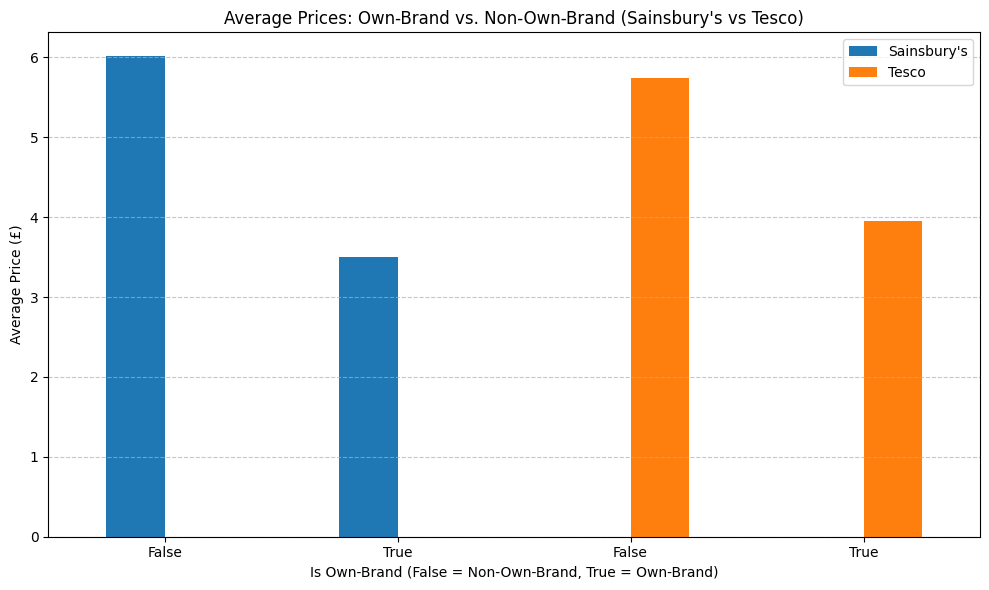 Average Prices: Own-Brand vs. Non-Own-Brand (Sainsbury's vs Tesco)
Sainsbury's
Tesco
Average Price (£)
6
5
4
3
2
1
0
False True False True
Is Own-Brand (False = Non-Own-Brand, True = Own-Brand)